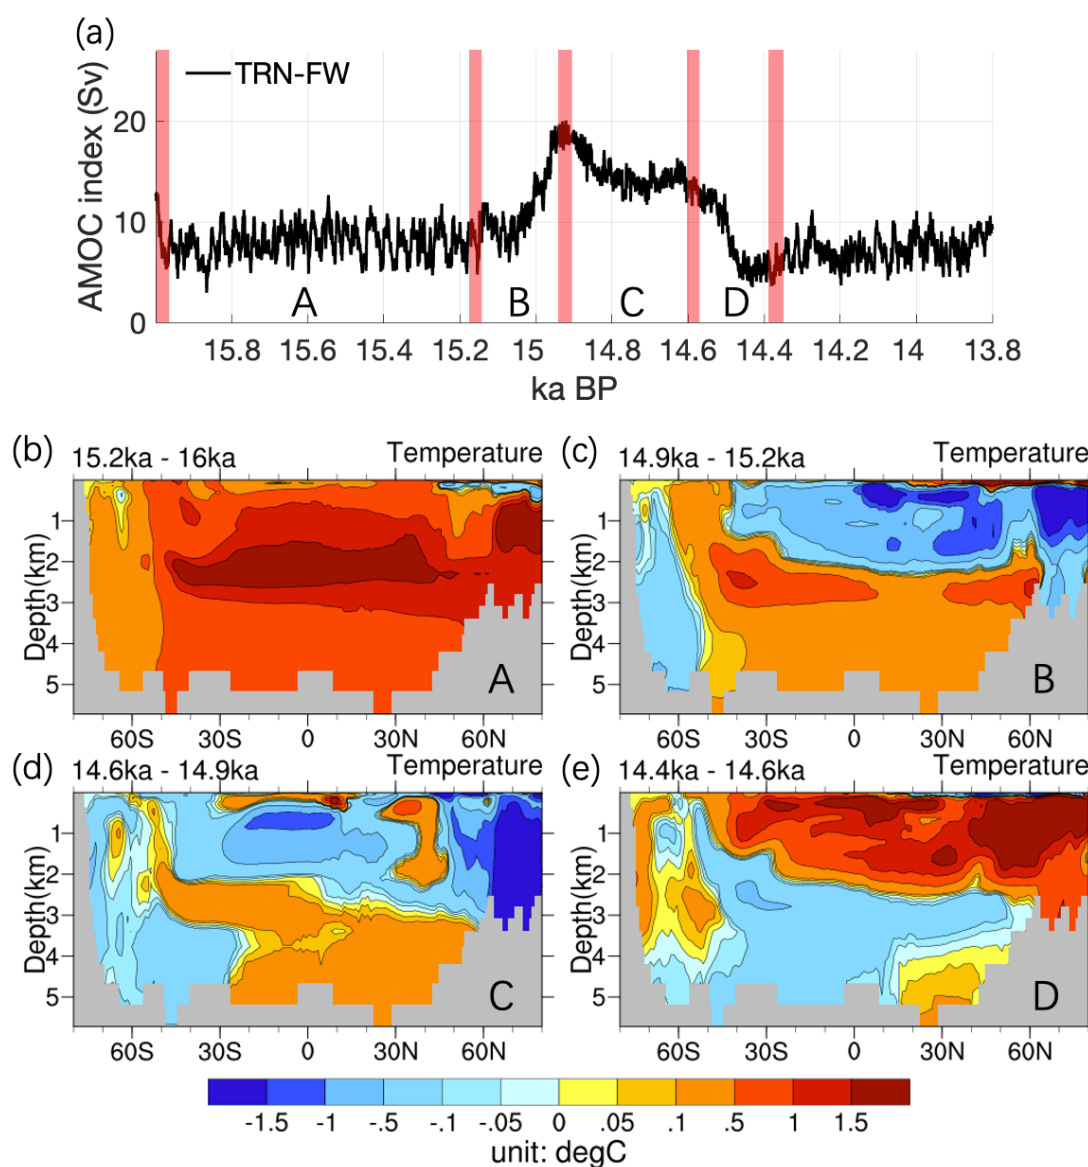 (a)
AMOC index (Sv)
20
10
0
TRN-FW
A
B
C
D
15.8
15.6
15.4
15.2
15
14.8
14.6
14.4
14.2
14
13.8
ka BP
(b)
15.2ka - 16ka
Temperature
Depth(km)
1
2
3
4
5
A
60S
30S
0
30N
60N
(c)
14.9ka - 15.2ka
Temperature
Depth(km)
1
2
3
4
5
B
60S
30S
0
30N
60N
(d)
14.6ka - 14.9ka
Temperature
Depth(km)
1
2
3
4
5
C
60S
30S
0
30N
60N
(e)
14.4ka - 14.6ka
Temperature
Depth(km)
1
2
3
4
5
D
60S
30S
0
30N
60N
-1.5
-1
-.5
-.1
-.05
0
.05
.1
.5
1
1.5
unit: degC